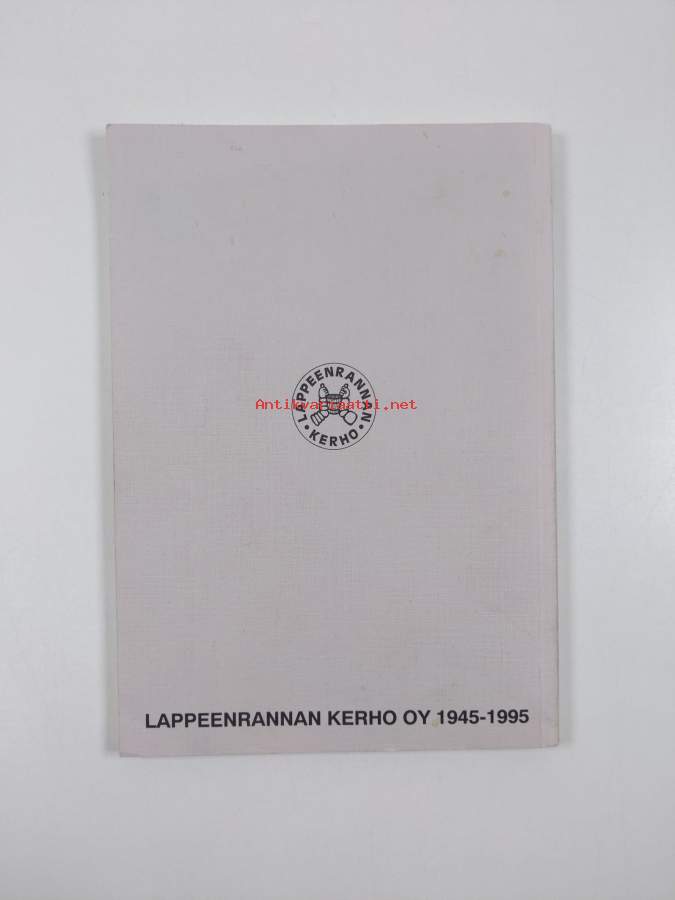 • LAPPEENRANNAN •
Antikvariaatti.net
KERHO
LAPPEENRANNAN KERHO OY 1945-1995